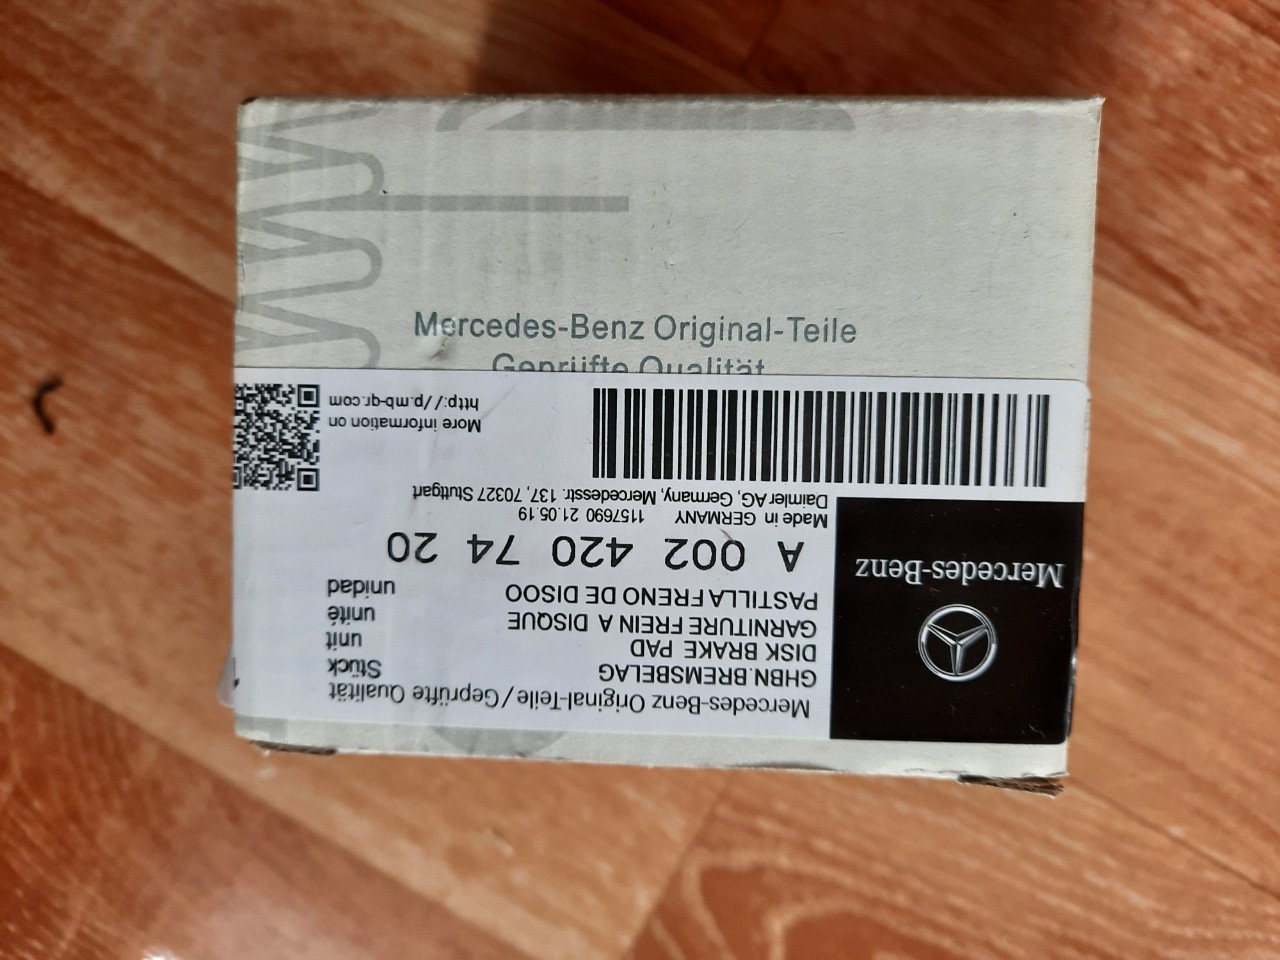 Mercedes-Benz Original-Teile
Geprüfte Qualität
Mercedes-Benz
Mercedes-Benz Original-Teile/Geprüfte Qualität
GHBN.BREMSBELAG Stück
DISK BRAKE PAD unit
GARNITURE FREIN A DISQUE unité
PASTILLA FRENO DE DISOO unidad
A 002 420 74 20
Made in GERMANY 1157690 21.05.19
Daimler AG, Germany, Mercedesstr. 137, 70327 Stuttgart
More information on
http://p.mb-qr.com